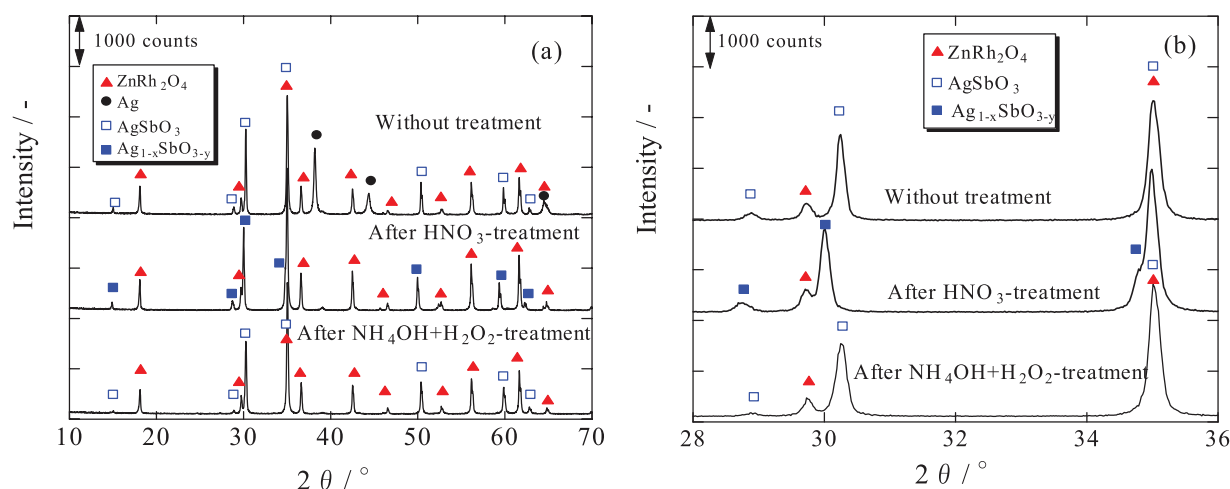 1000 counts
(a)
ZnRh₂O₄
Ag
AgSbO₃
Ag₁₋ₓSbO₃₋y
Without treatment
After HNO₃-treatment
After NH₄OH+H₂O₂-treatment
Intensity / -
10 20 30 40 50 60 70
2 θ / °
1000 counts
(b)
ZnRh₂O₄
AgSbO₃
Ag₁₋ₓSbO₃₋y
Without treatment
After HNO₃-treatment
After NH₄OH+H₂O₂-treatment
Intensity / -
28 30 32 34 36
2 θ / °